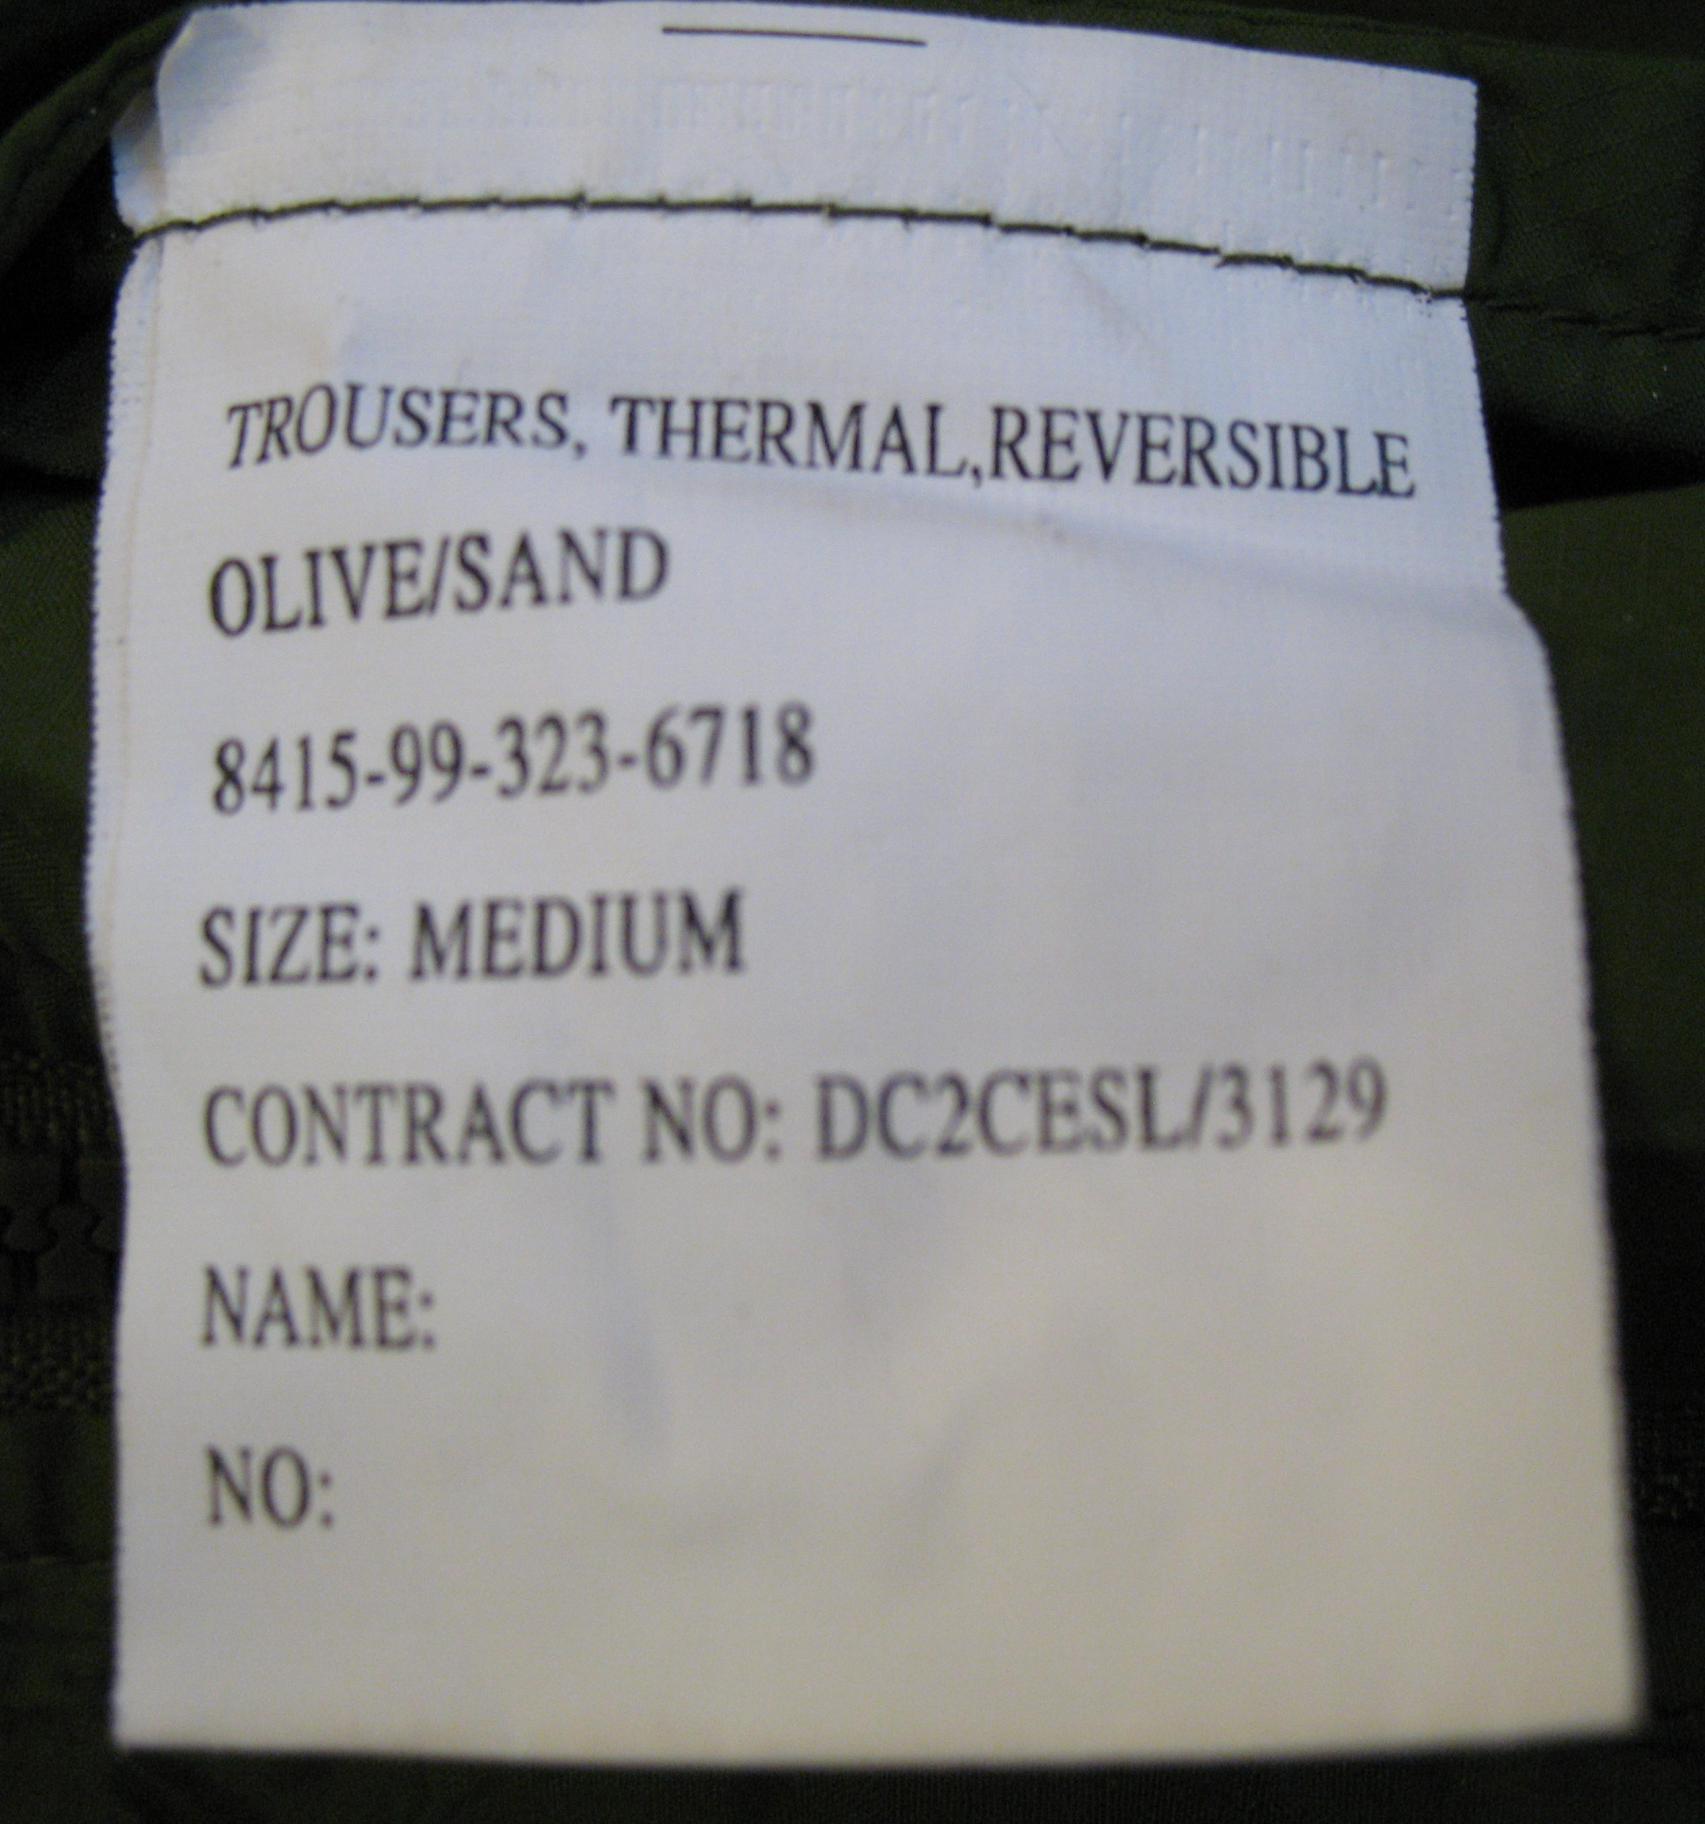 TROUSERS, THERMAL,REVERSIBLE
OLIVE/SAND
8415-99-323-6718
SIZE: MEDIUM
CONTRACT NO: DC2CESL/3129
NAME:
NO: